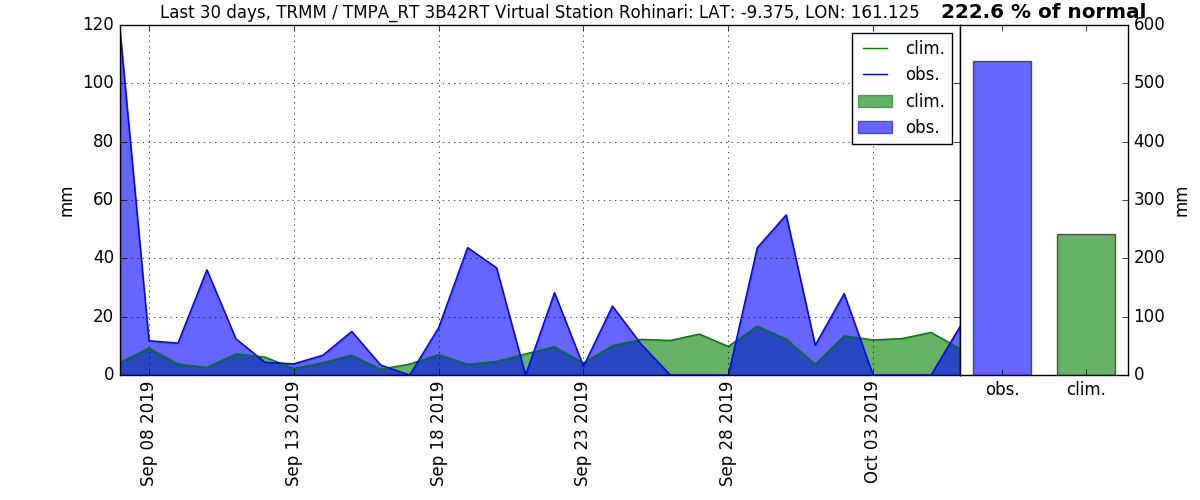 Last 30 days, TRMM / TMPA_RT 3B42RT Virtual Station Rohinari: LAT: -9.375, LON: 161.125
222.6 % of normal
120
100
80
60
40
20
0
mm
clim.
obs.
clim.
obs.
Sep 08 2019
Sep 13 2019
Sep 18 2019
Sep 23 2019
Sep 28 2019
Oct 03 2019
600
500
400
300
200
100
0
mm
obs.
clim.